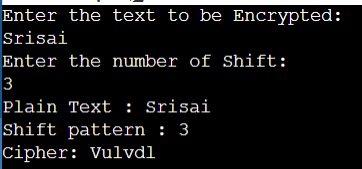 Enter the text to be Encrypted:
Srisai
Enter the number of Shift:
3
Plain Text : Srisai
Shift pattern : 3
Cipher: Vulvdl